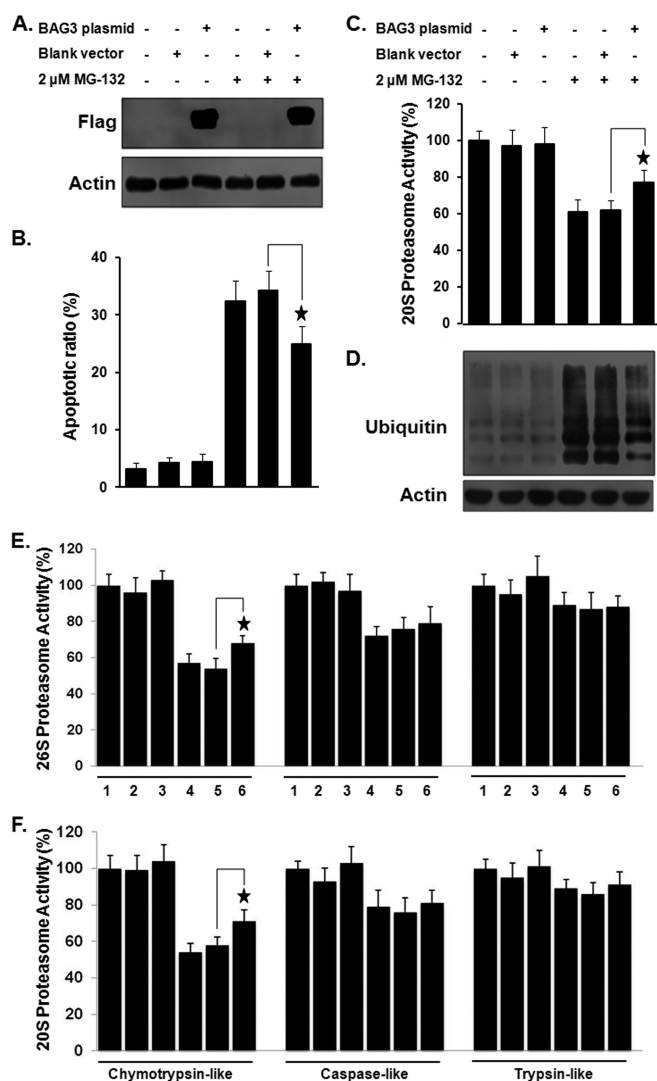 A.
BAG3 plasmid - - + - - +
Blank vector - + - - + -
2 µM MG-132 - - - + + +
Flag
Actin
B.
Apoptotic ratio (%)
40
30
20
10
0
C.
BAG3 plasmid - - + - - +
Blank vector - + - - + -
2 µM MG-132 - - - + + +
20S Proteasome Activity (%)
120
100
80
60
40
20
0
D.
Ubiquitin
Actin
E.
26S Proteasome Activity (%)
120
100
80
60
40
20
0
1 2 3 4 5 6 1 2 3 4 5 6 1 2 3 4 5 6
F.
20S Proteasome Activity (%)
120
100
80
60
40
20
0
Chymotrypsin-like Caspase-like Trypsin-like